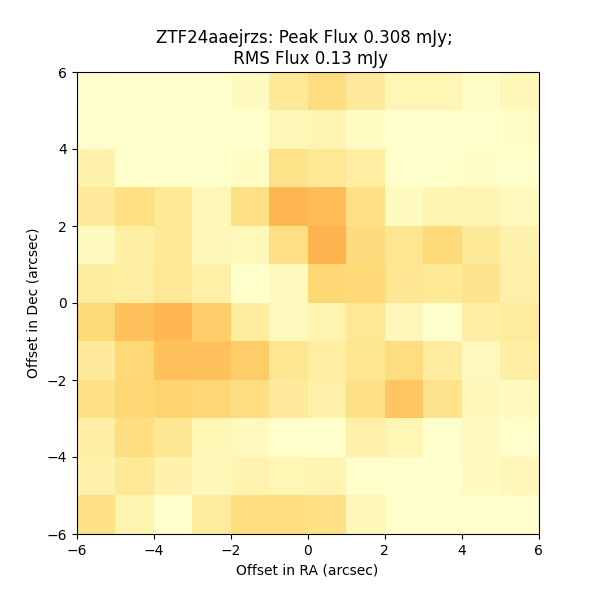 ZTF24aaejrzs: Peak Flux 0.308 mJy;
RMS Flux 0.13 mJy
6
4
2
0
−2
−4
−6
Offset in Dec (arcsec)
−6 −4 −2 0 2 4 6
Offset in RA (arcsec)